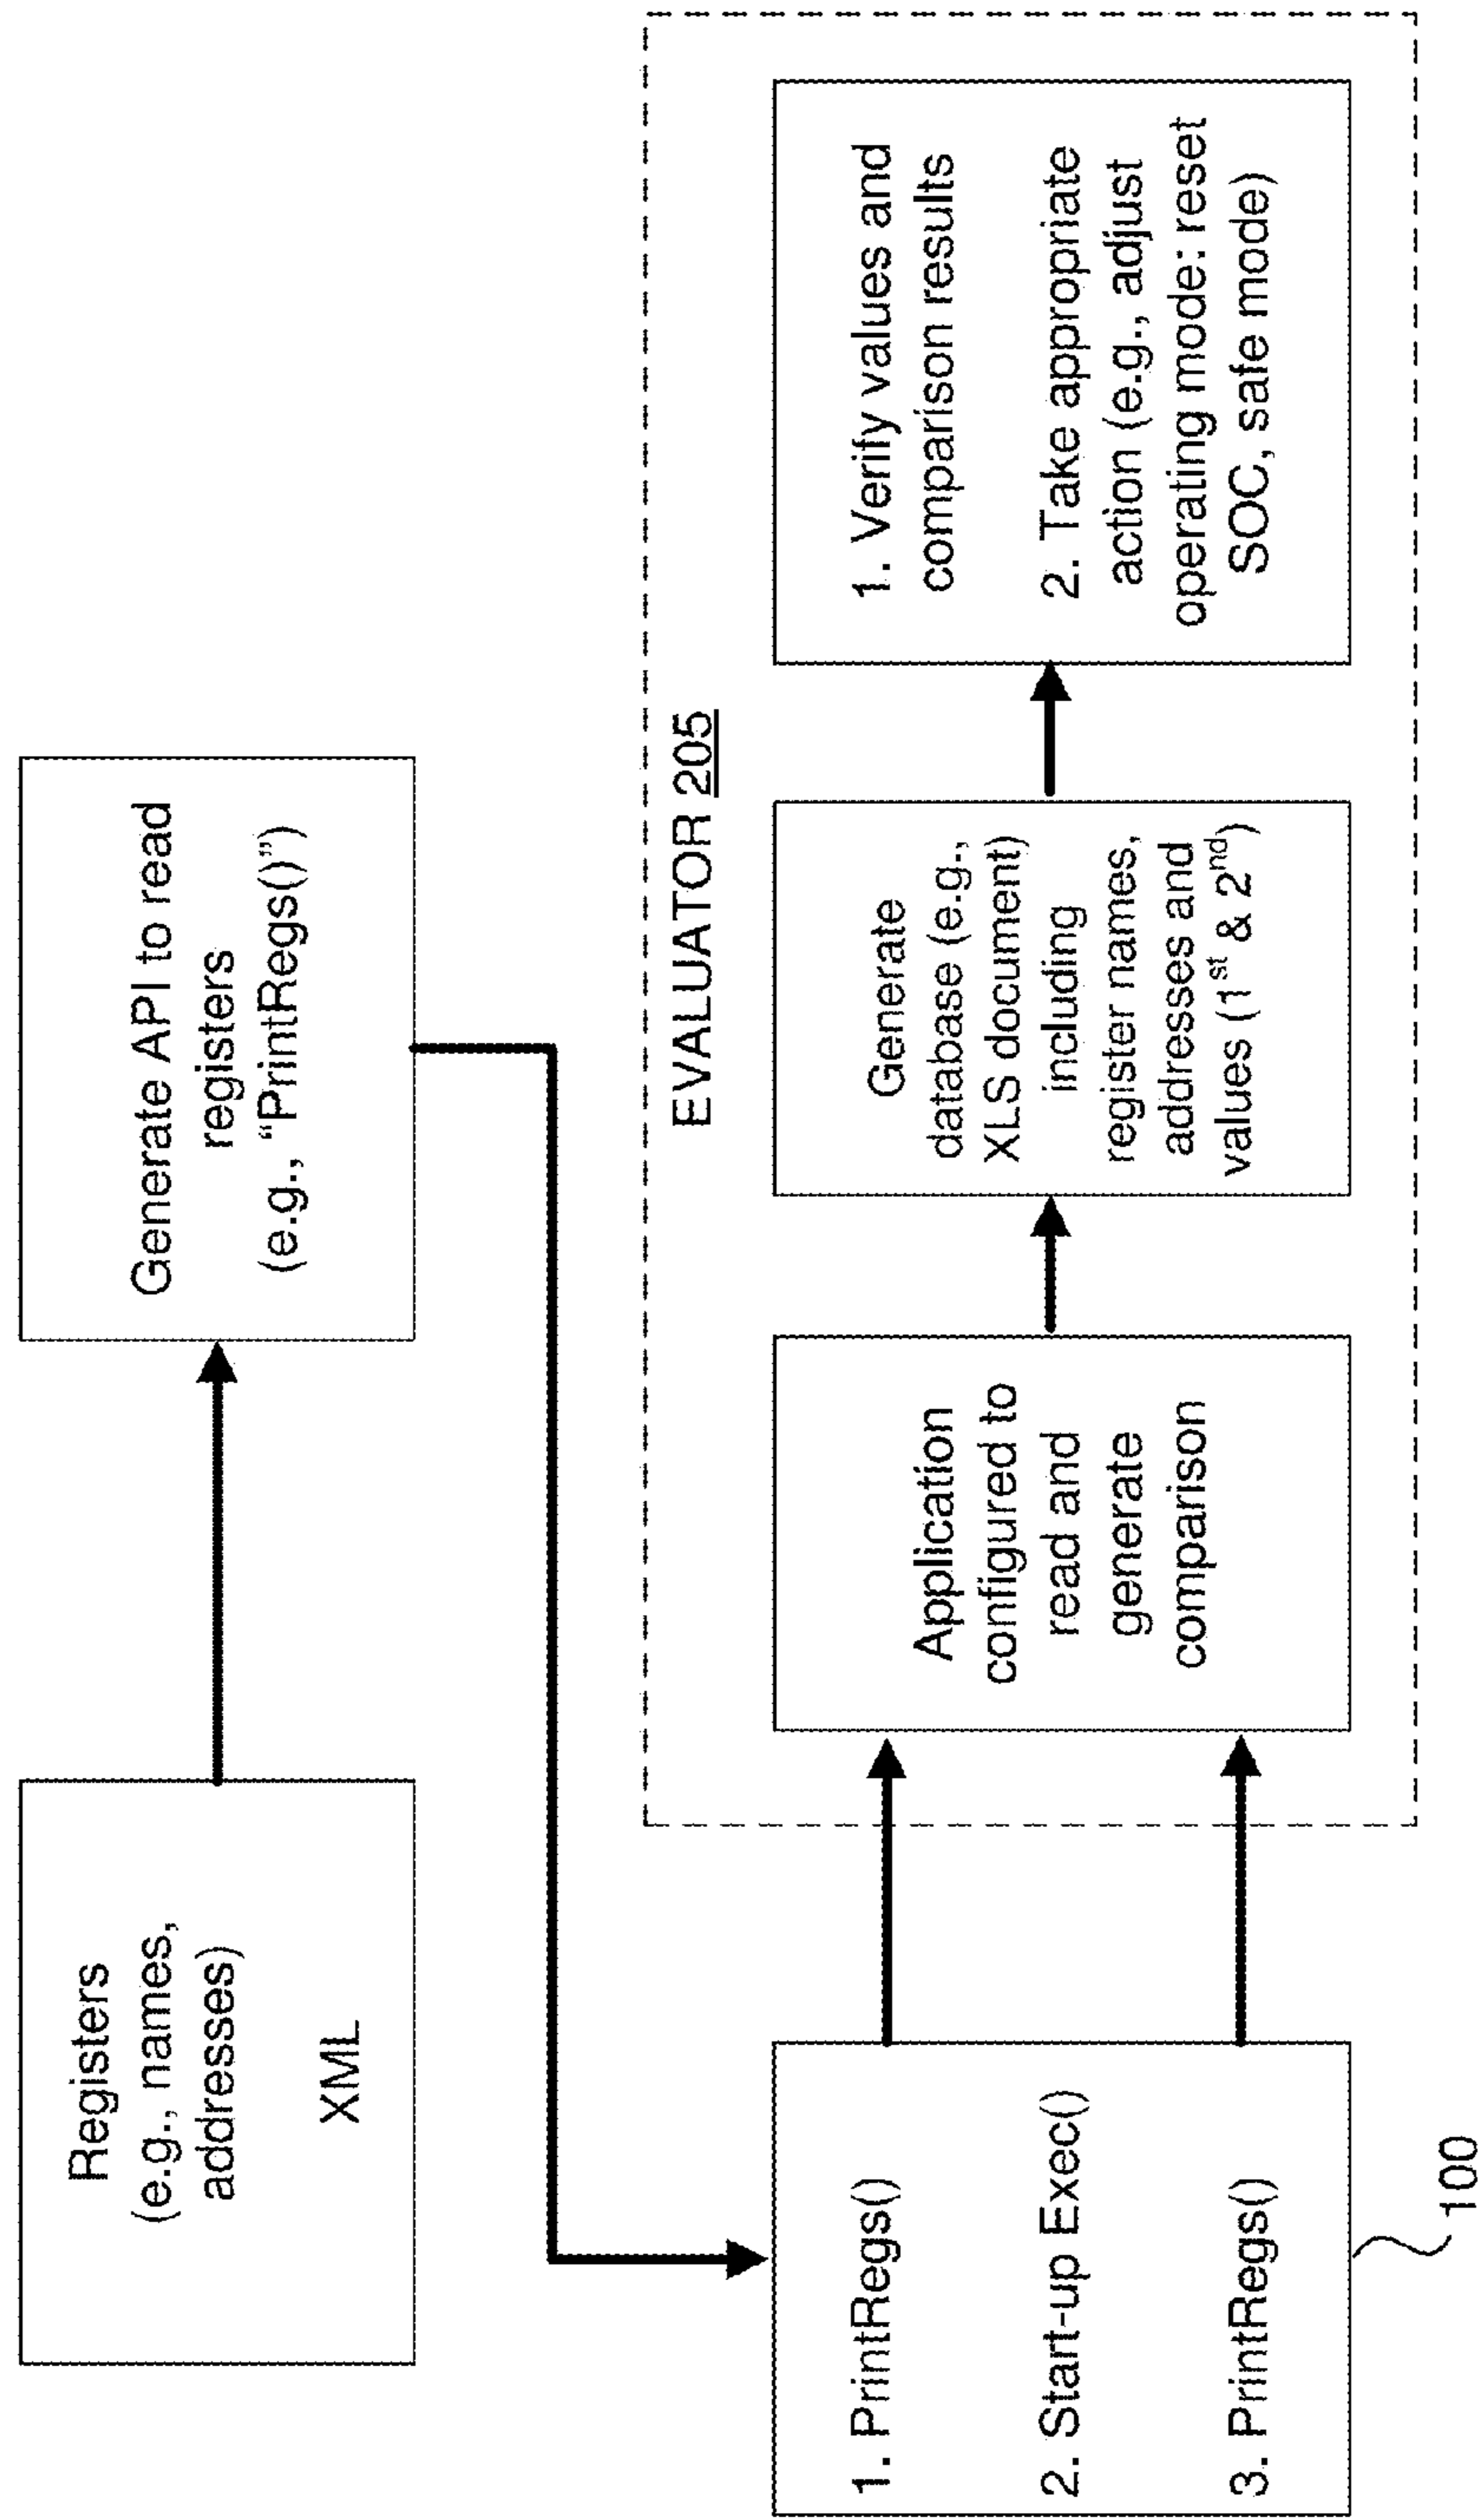 Registers
(e.g., names,
addresses)
XML
Generate API to read
registers
(e.g., “PrintRegs()”)
1. PrintRegs()
2. Start-up Exec()
3. PrintRegs()
100
EVALUATOR 205
Application
configured to
read and
generate
comparison
Generate
database (e.g.,
XLS document)
including
register names,
addresses and
values (1st & 2nd)
1. Verify values and
comparison results
2. Take appropriate
action (e.g., adjust
operating mode: reset
SOC, safe mode)